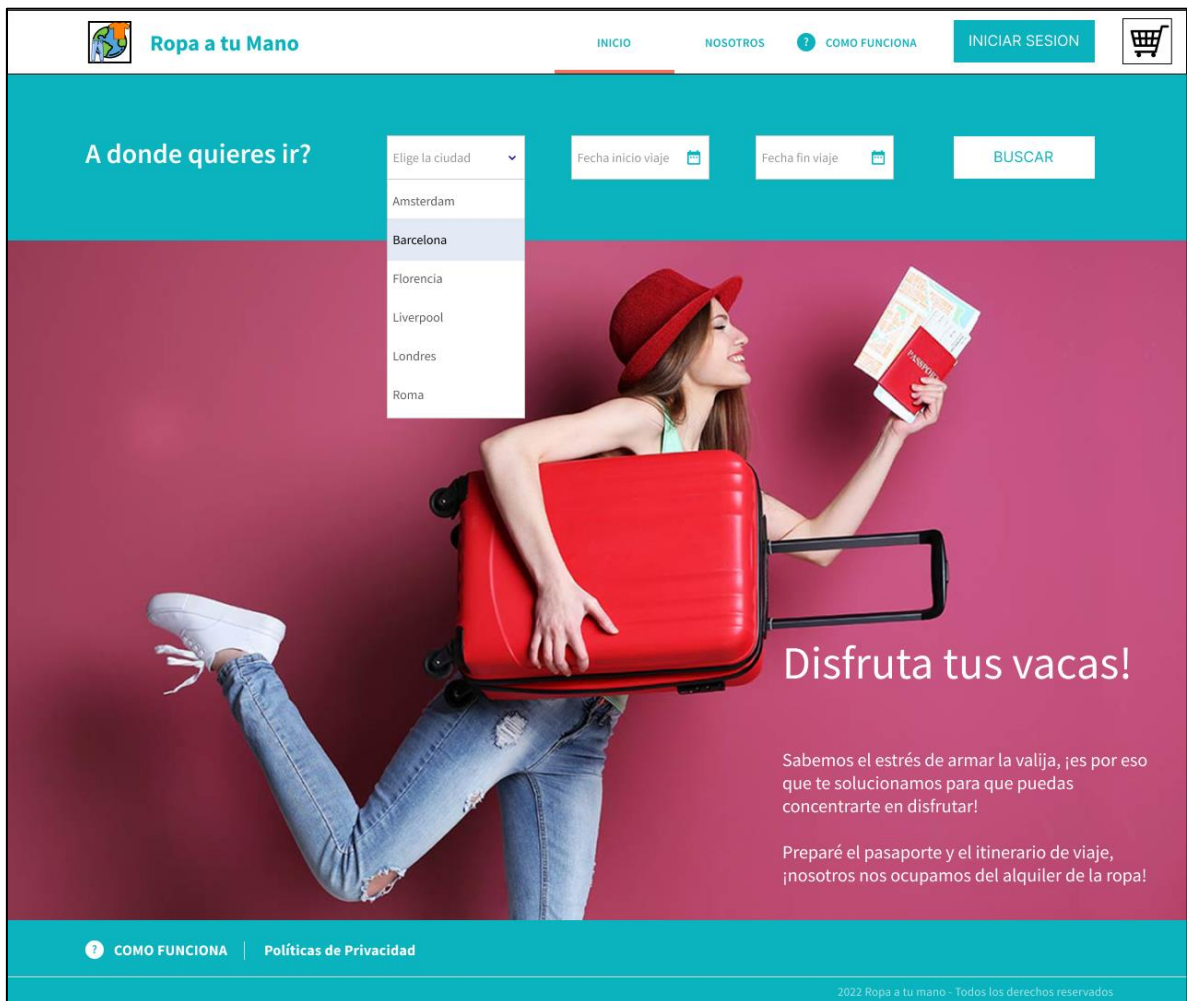 Ropa a tu Mano
INICIO
NOSOTROS
? COMO FUNCIONA
INICIAR SESION
A donde quieres ir?
Elige la ciudad
Fecha inicio viaje
Fecha fin viaje
BUSCAR
Amsterdam
Barcelona
Florencia
Liverpool
Londres
Roma
PASSPORT
Disfruta tus vacas!
Sabemos el estrés de armar la valija, ¡es por eso
que te solucionamos para que puedas
concentrarte en disfrutar!
Preparé el pasaporte y el itinerario de viaje,
¡nosotros nos ocupamos del alquiler de la ropa!
? COMO FUNCIONA
Políticas de Privacidad
2022 Ropa a tu mano - Todos los derechos reservados